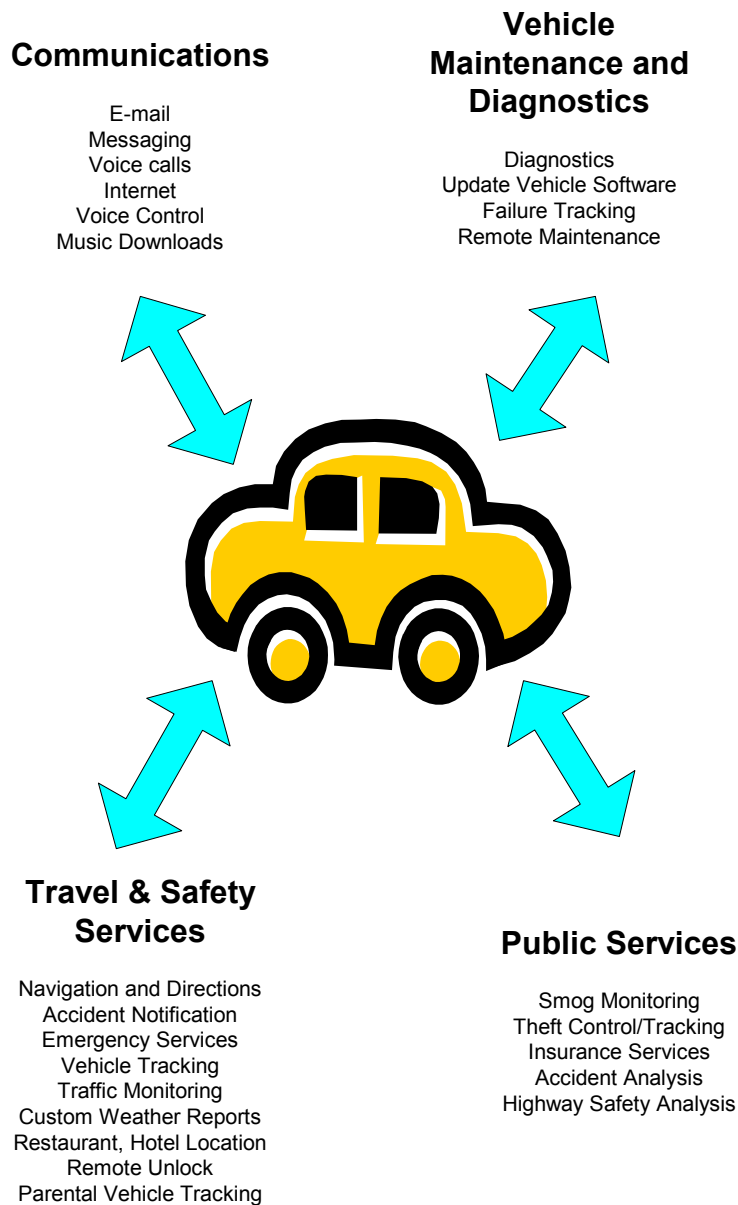 Communications
E-mail
Messaging
Voice calls
Internet
Voice Control
Music Downloads
Vehicle
Maintenance and
Diagnostics
Diagnostics
Update Vehicle Software
Failure Tracking
Remote Maintenance
Travel & Safety
Services
Navigation and Directions
Accident Notification
Emergency Services
Vehicle Tracking
Traffic Monitoring
Custom Weather Reports
Restaurant, Hotel Location
Remote Unlock
Parental Vehicle Tracking
Public Services
Smog Monitoring
Theft Control/Tracking
Insurance Services
Accident Analysis
Highway Safety Analysis